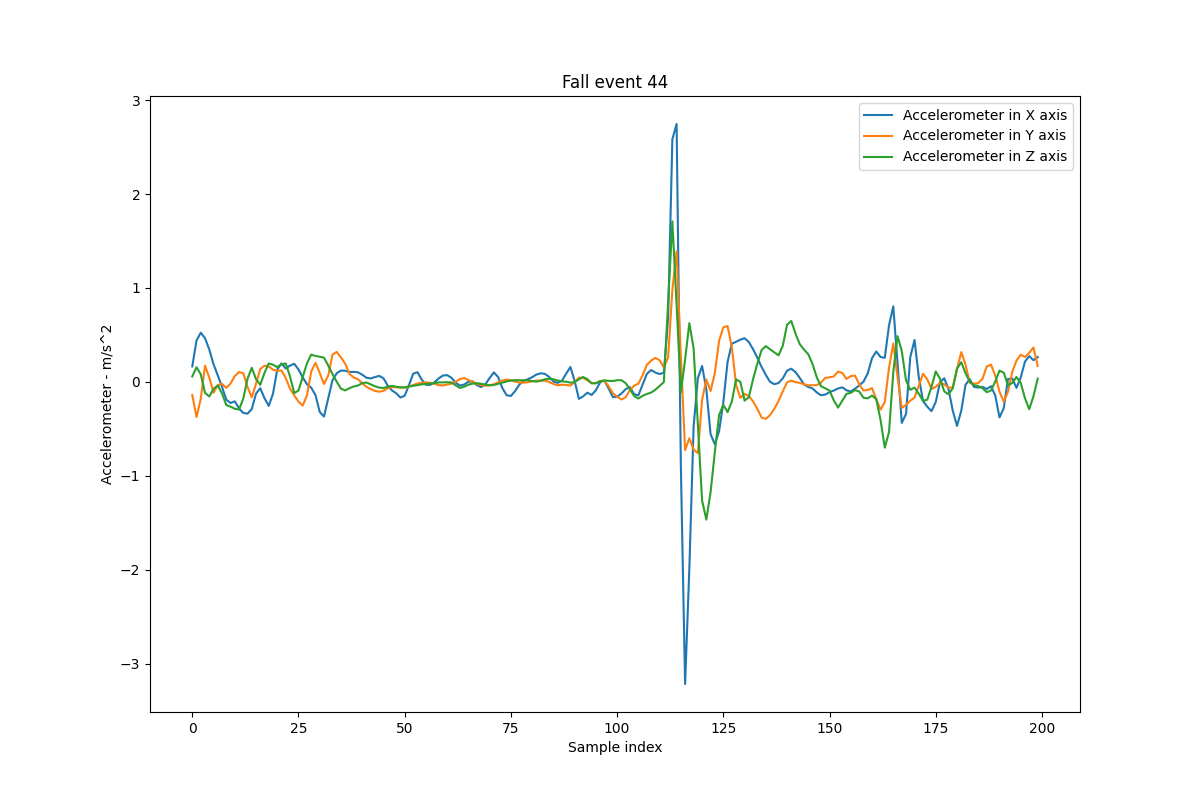 Fall event 44
Accelerometer in X axis
Accelerometer in Y axis
Accelerometer in Z axis
3
2
1
0
−1
−2
−3
Accelerometer - m/s^2
0 25 50 75 100 125 150 175 200
Sample index